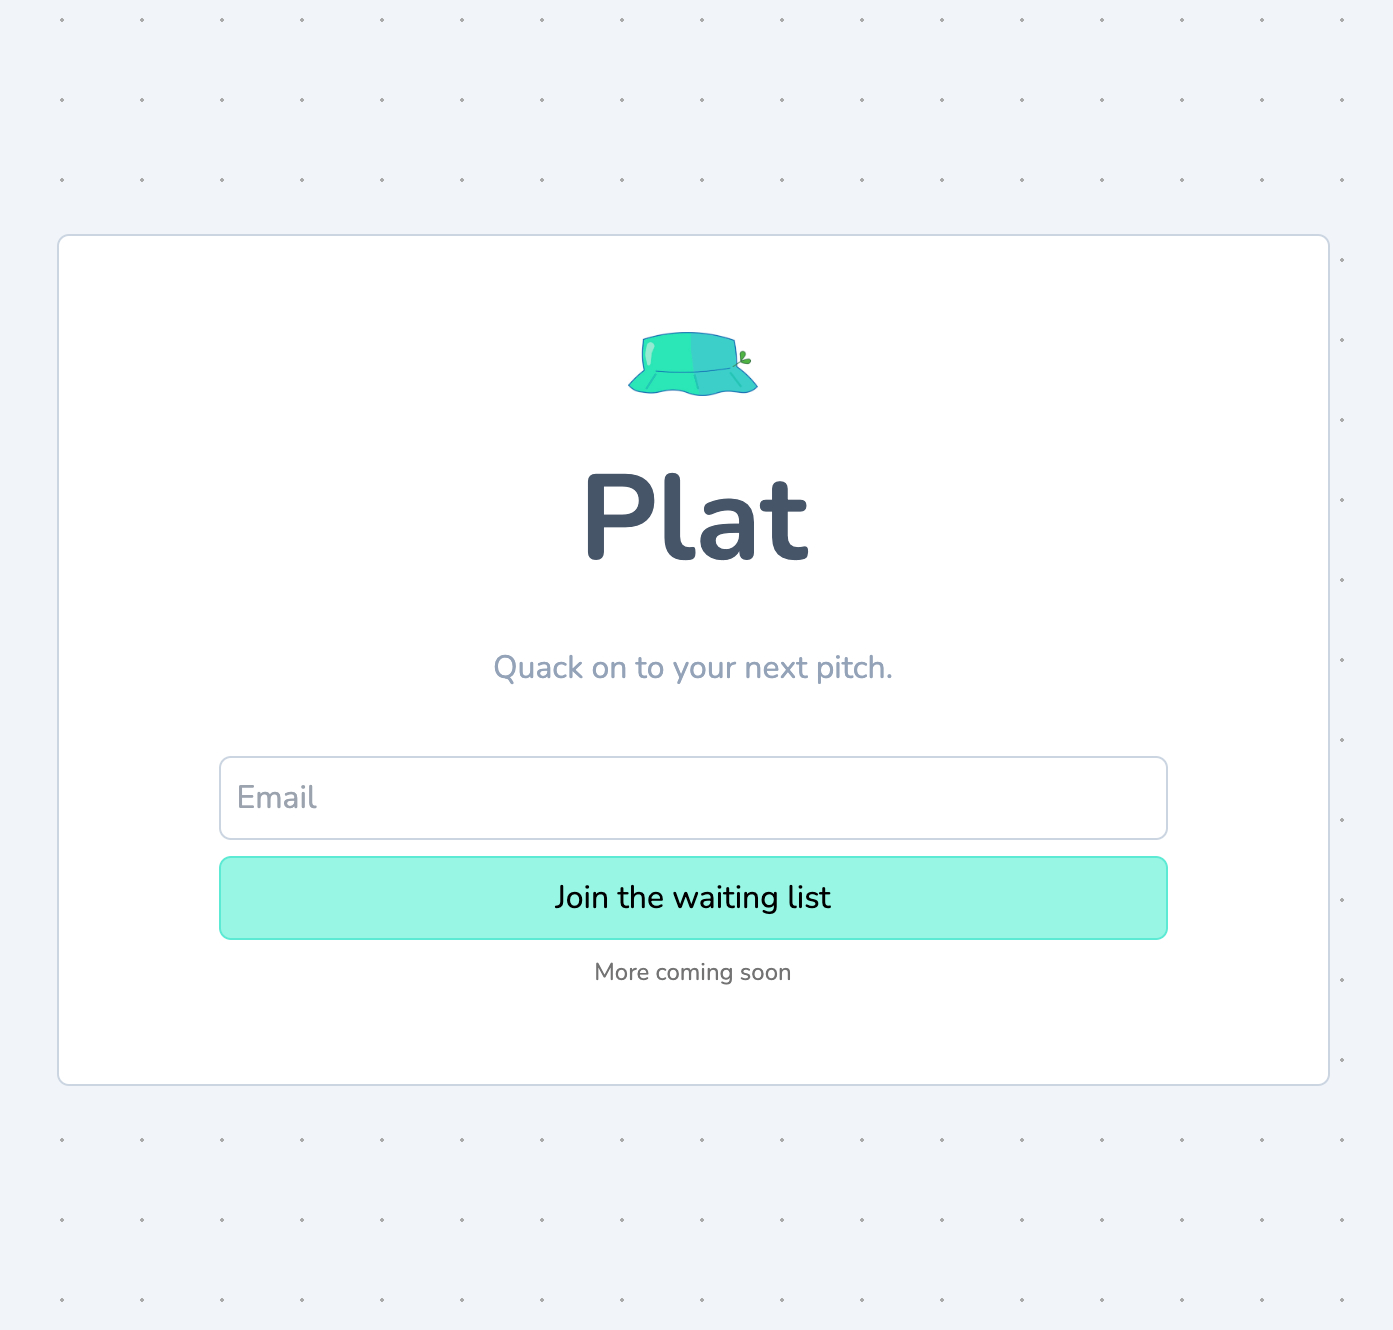 Plat
Quack on to your next pitch.
Email
Join the waiting list
More coming soon